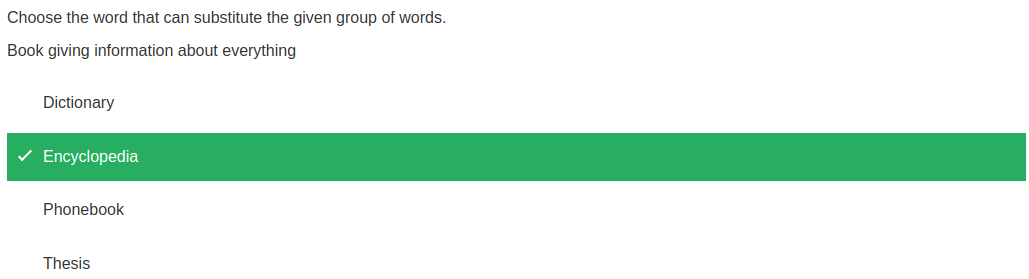 Choose the word that can substitute the given group of words.
Book giving information about everything
Dictionary
Encyclopedia
Phonebook
Thesis